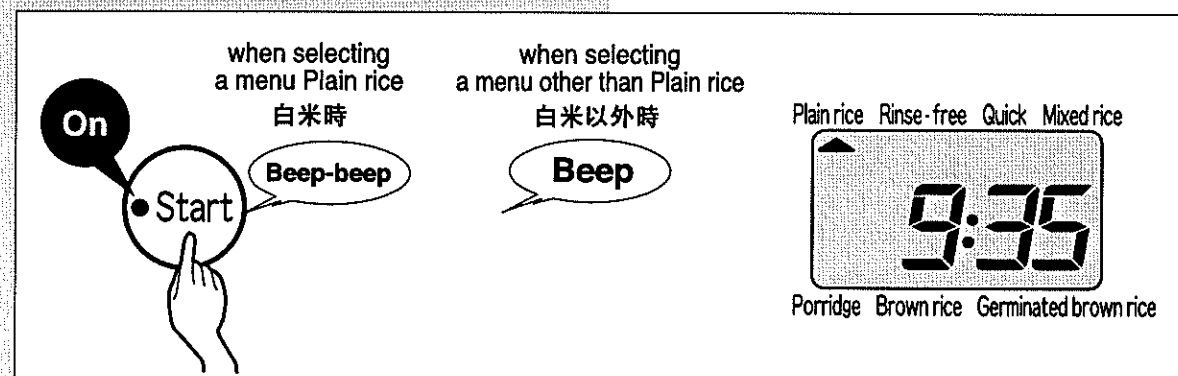 when selecting
a menu Plain rice
白米時
when selecting
a menu other than Plain rice
白米以外時
On
Start
Beep-beep
Beep
Plain rice Rinse-free Quick Mixed rice
9:35
Porridge Brown rice Germinated brown rice